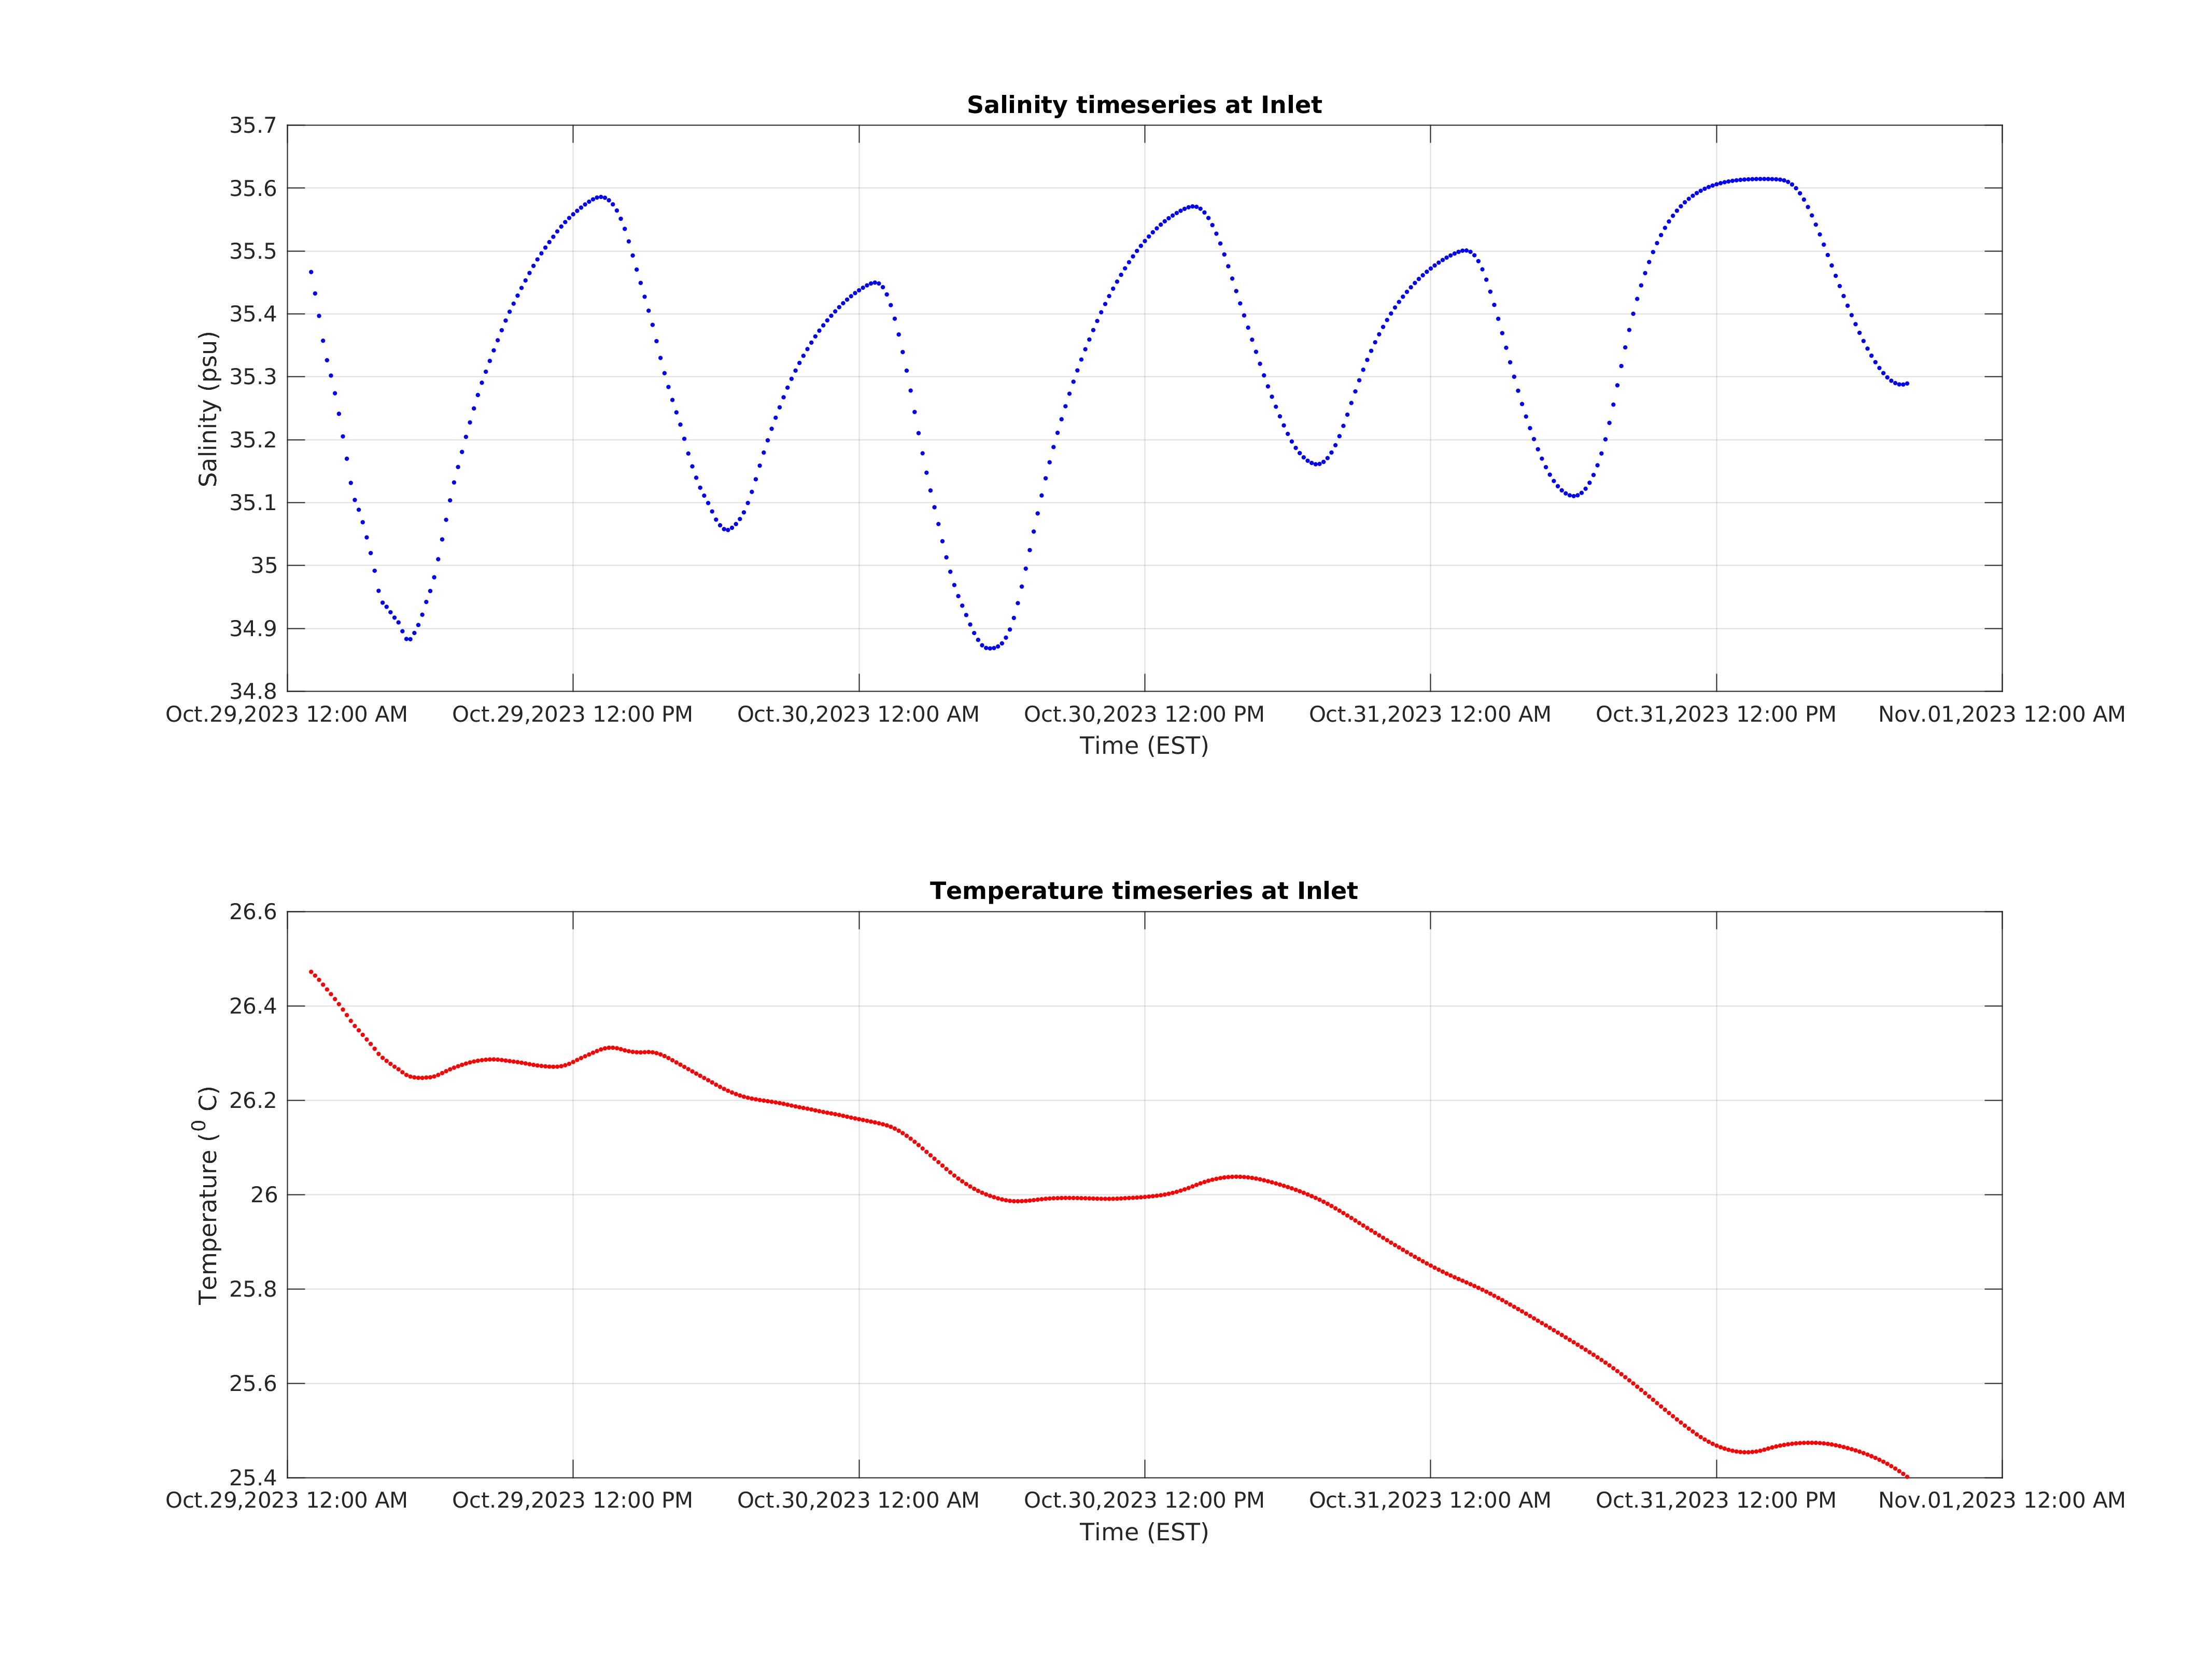 Salinity timeseries at Inlet
35.7
35.6
35.5
35.4
35.3
35.2
35.1
35
34.9
34.8
Salinity (psu)
Oct.29,2023 12:00 AM Oct.29,2023 12:00 PM Oct.30,2023 12:00 AM Oct.30,2023 12:00 PM Oct.31,2023 12:00 AM Oct.31,2023 12:00 PM Nov.01,2023 12:00 AM
Time (EST)
Temperature timeseries at Inlet
26.6
26.4
26.2
26
25.8
25.6
25.4
Temperature (⁰ C)
Oct.29,2023 12:00 AM Oct.29,2023 12:00 PM Oct.30,2023 12:00 AM Oct.30,2023 12:00 PM Oct.31,2023 12:00 AM Oct.31,2023 12:00 PM Nov.01,2023 12:00 AM
Time (EST)